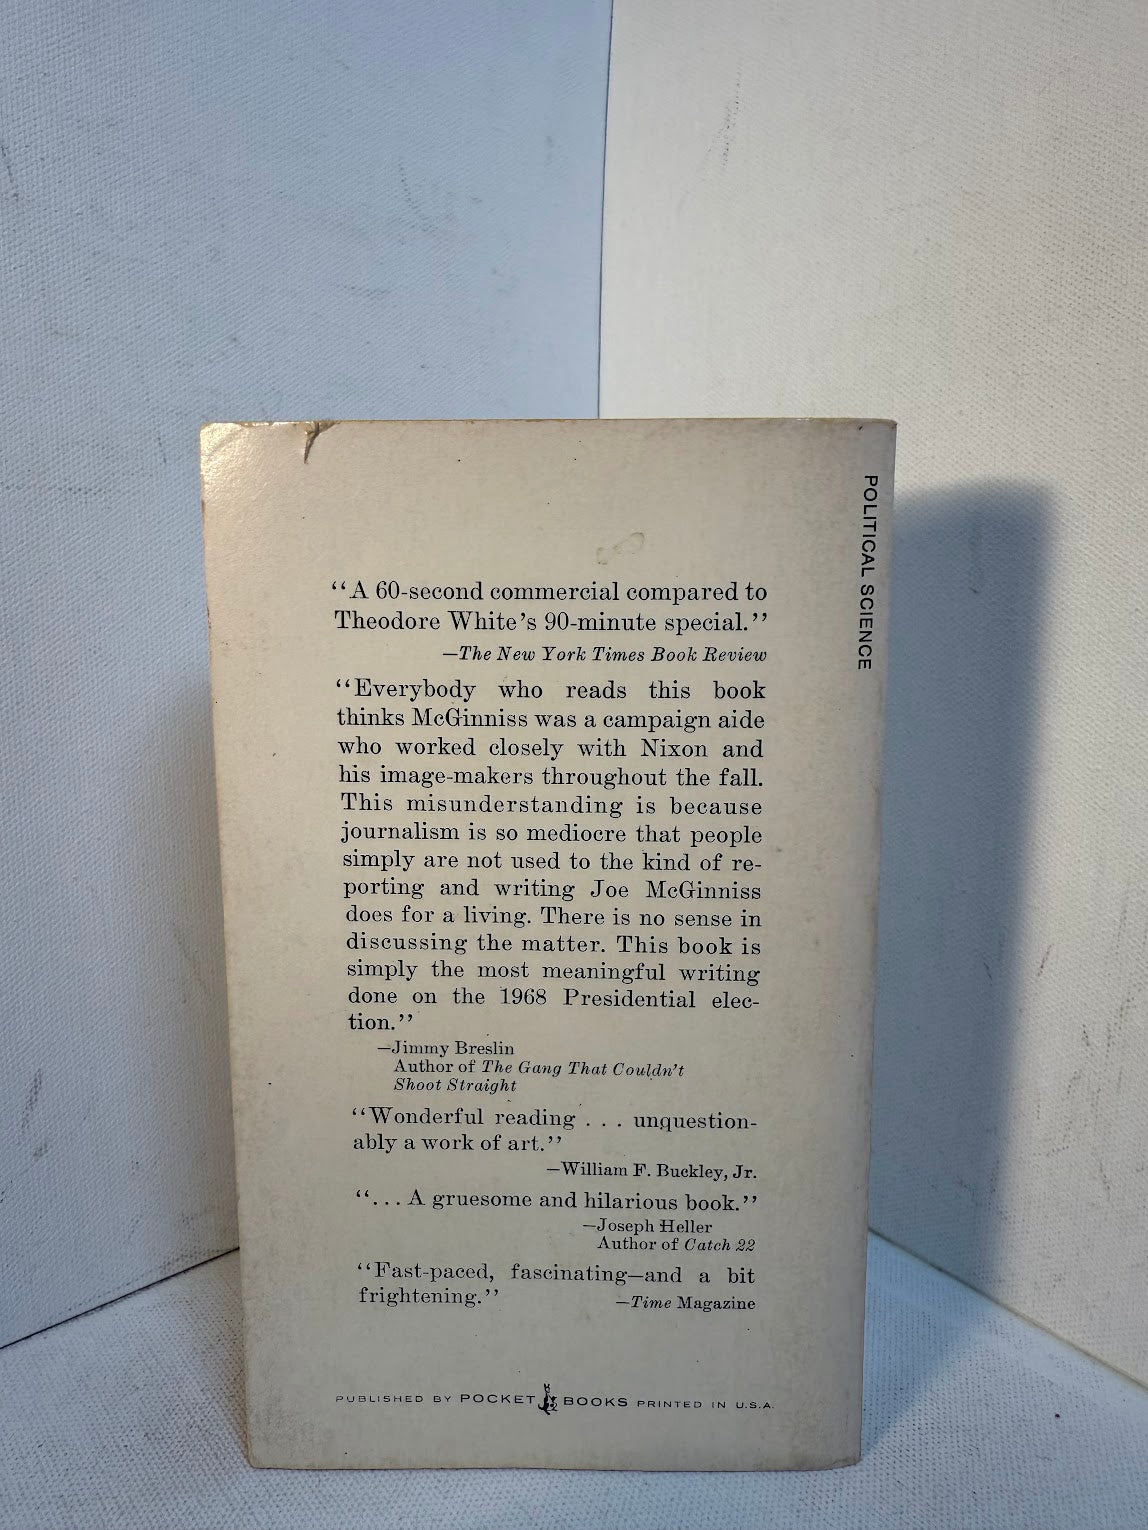 “A 60-second commercial compared to
Theodore White’s 90-minute special.”
—The New York Times Book Review
“Everybody who reads this book
thinks McGinniss was a campaign aide
who worked closely with Nixon and
his image-makers throughout the fall.
This misunderstanding is because
journalism is so mediocre that people
simply are not used to the kind of re-
porting and writing Joe McGinniss
does for a living. There is no sense in
discussing the matter. This book is
simply the most meaningful writing
done on the 1968 Presidential elec-
tion.”
—Jimmy Breslin
Author of The Gang That Couldn’t
Shoot Straight
“Wonderful reading . . . unquestion-
ably a work of art.”
—William F. Buckley, Jr.
“. . . A gruesome and hilarious book.”
—Joseph Heller
Author of Catch 22
“Fast-paced, fascinating—and a bit
frightening.” —Time Magazine
PUBLISHED BY POCKET BOOKS PRINTED IN U.S.A.
POLITICAL SCIENCE